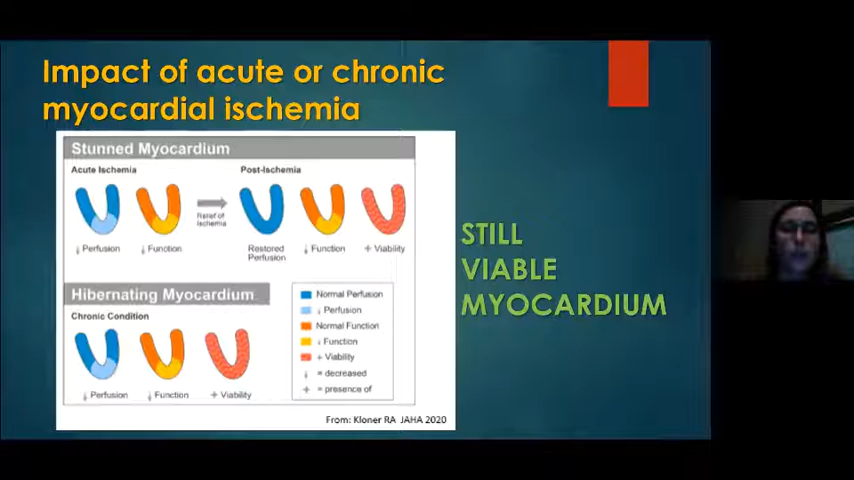 Impact of acute or chronic
myocardial ischemia
Stunned Myocardium
Acute Ischemia
Post-Ischemia
Relief of
Ischemia
↓ Perfusion
↓ Function
Restored
Perfusion
↓ Function
+ Viability
Hibernating Myocardium
Chronic Condition
↓ Perfusion
↓ Function
+ Viability
Normal Perfusion
↓ Perfusion
Normal Function
↓ Function
+ Viability
↓ = decreased
+ = presence of
From: Kloner RA JAHA 2020
STILL
VIABLE
MYOCARDIUM